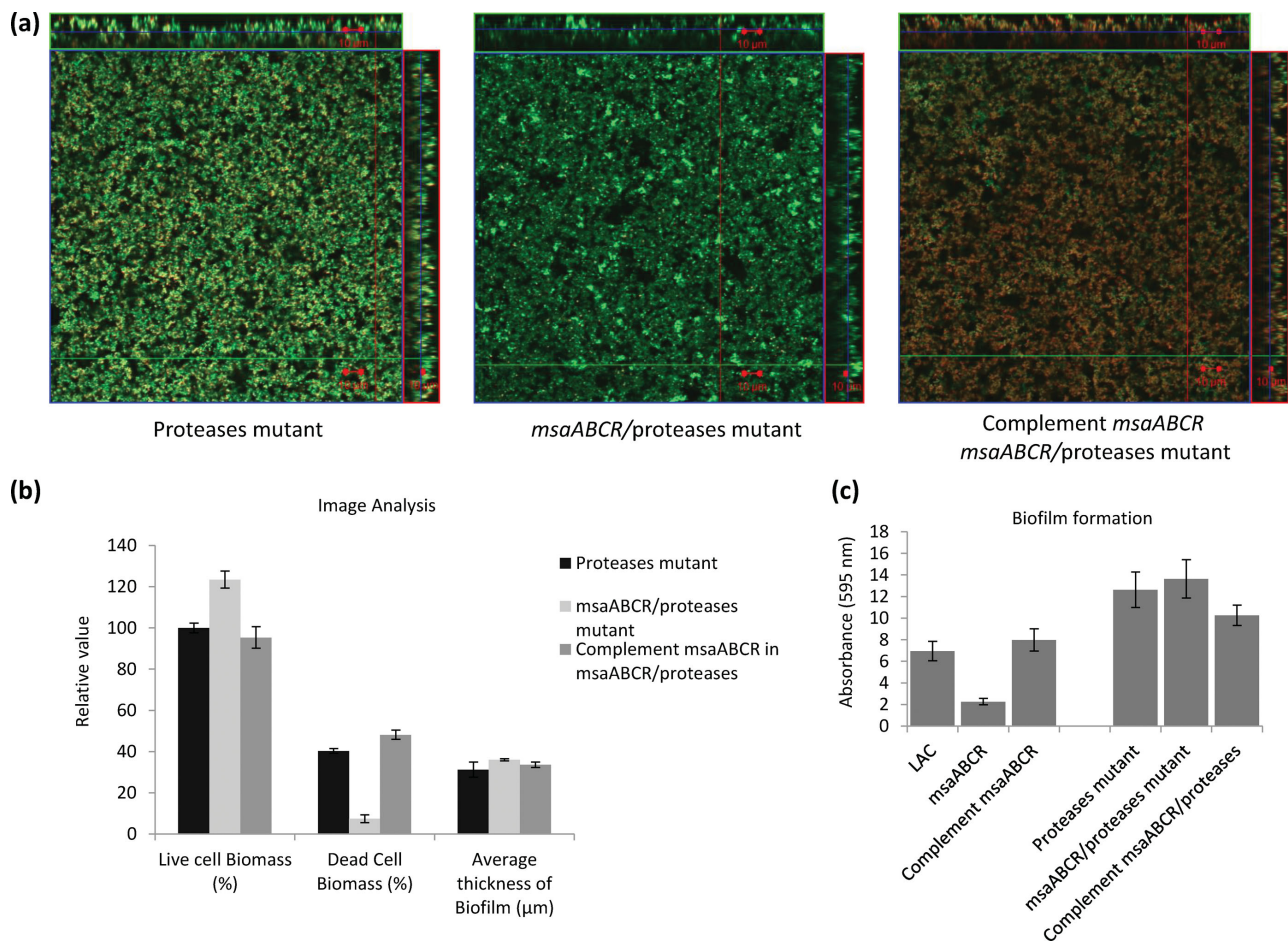 (a)
10 µm
10 µm
10 µm
10 µm
10 µm
10 µm
10 µm
10 µm
10 µm
Proteases mutant
msaABCR/proteases mutant
Complement msaABCR
msaABCR/proteases mutant
(b)
Image Analysis
Relative value
140
120
100
80
60
40
20
0
Live cell Biomass
(%)
Dead Cell
Biomass (%)
Average
thickness of
Biofilm (µm)
Proteases mutant
msaABCR/proteases
mutant
Complement msaABCR in
msaABCR/proteases
(c)
Biofilm formation
Absorbance (595 nm)
18
16
14
12
10
8
6
4
2
0
LAC
msaABCR
Complement msaABCR
Proteases mutant
msaABCR/proteases mutant
Complement msaABCR/proteases